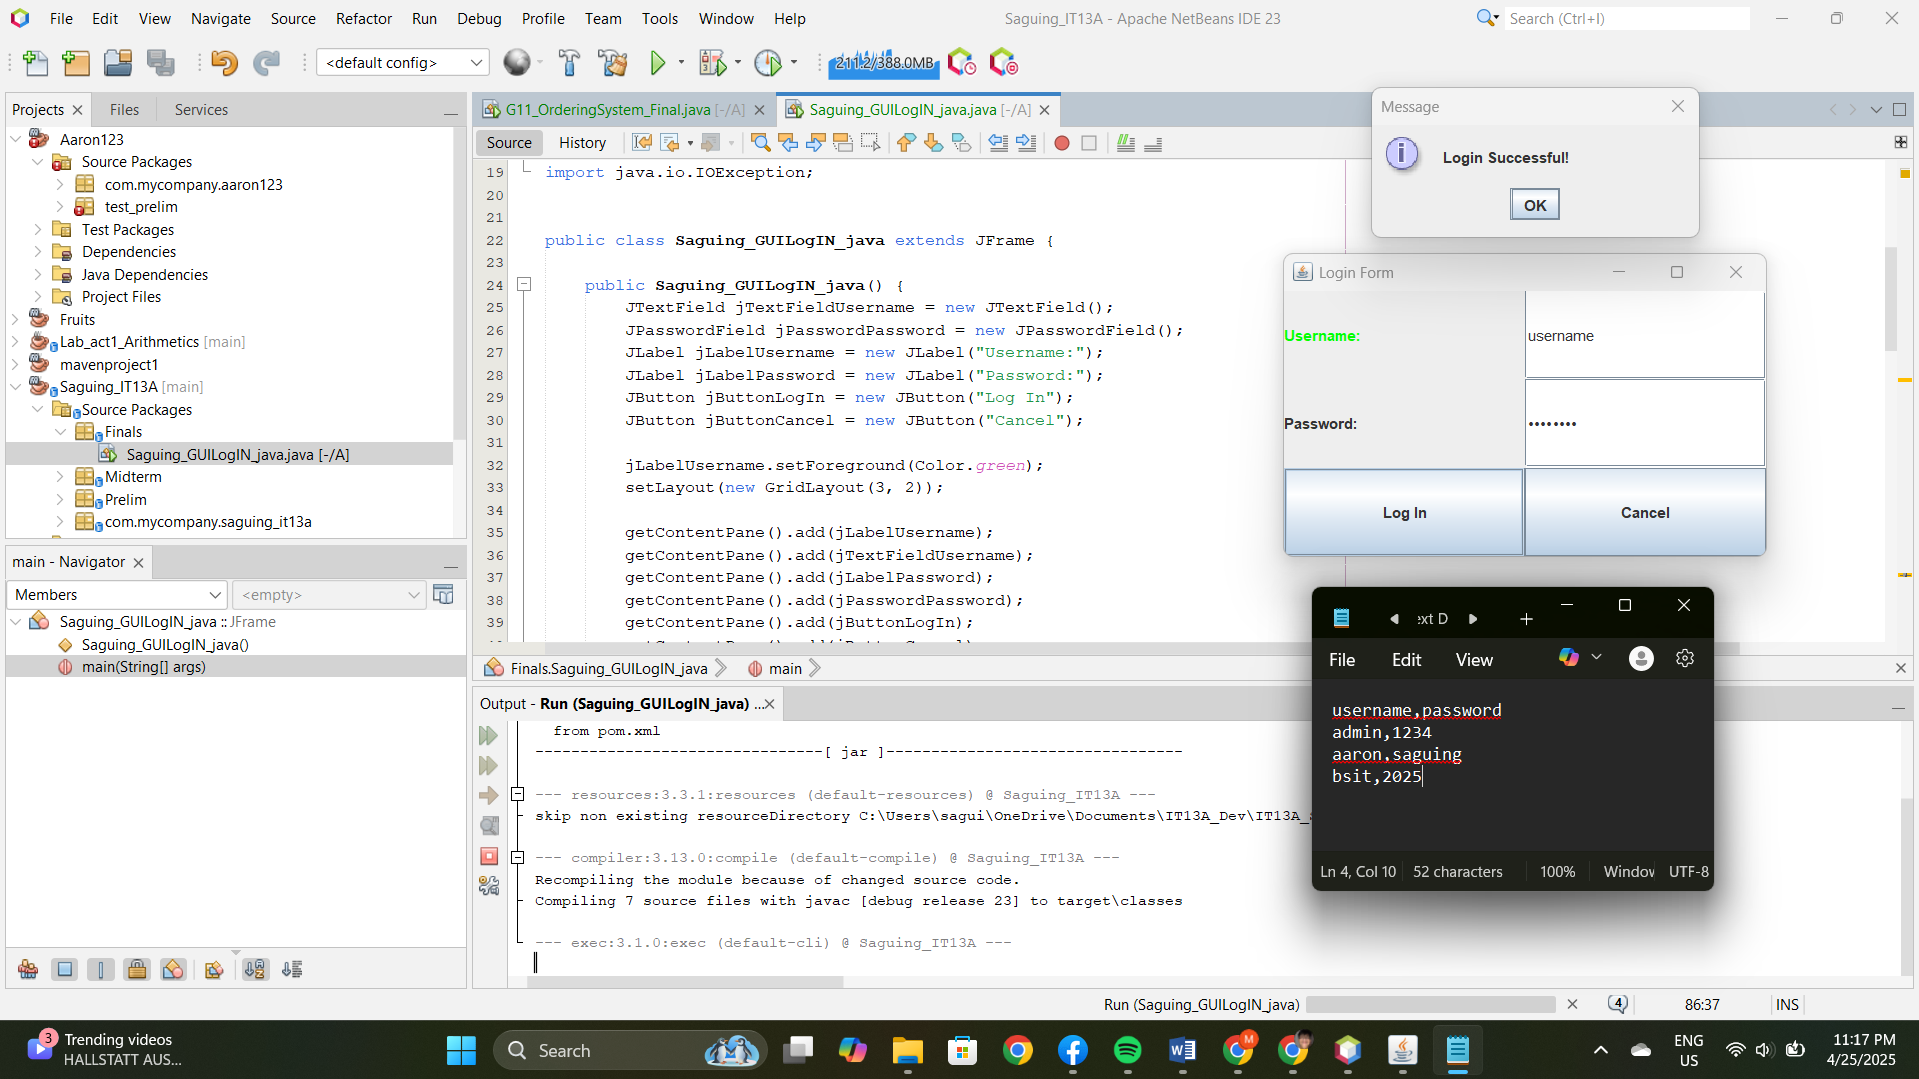 File Edit View Navigate Source Refactor Run Debug Profile Team Tools Window Help
Saguing_IT13A - Apache NetBeans IDE 23
Search (Ctrl+I)
<default config>
211.2/388.0MB
Projects Files Services
Aaron123
Source Packages
com.mycompany.aaron123
test_prelim
Test Packages
Dependencies
Java Dependencies
Project Files
Fruits
Lab_act1_Arithmetics [main]
mavenproject1
Saguing_IT13A [main]
Source Packages
Finals
Saguing_GUILogIN_java.java [-/A]
Midterm
Prelim
com.mycompany.saguing_it13a
main - Navigator
Members
<empty>
Saguing_GUILogIN_java :: JFrame
Saguing_GUILogIN_java()
main(String[] args)
G11_OrderingSystem_Final.java [-/A]
Saguing_GUILogIN_java.java [-/A]
Source History
19 import java.io.IOException;
20
21
22 public class Saguing_GUILogIN_java extends JFrame {
23
24 public Saguing_GUILogIN_java() {
25 JTextField jTextFieldUsername = new JTextField();
26 JPasswordField jPasswordPassword = new JPasswordField();
27 JLabel jLabelUsername = new JLabel("Username:");
28 JLabel jLabelPassword = new JLabel("Password:");
29 JButton jButtonLogIn = new JButton("Log In");
30 JButton jButtonCancel = new JButton("Cancel");
31
32 jLabelUsername.setForeground(Color.green);
33 setLayout(new GridLayout(3, 2));
34
35 getContentPane().add(jLabelUsername);
36 getContentPane().add(jTextFieldUsername);
37 getContentPane().add(jLabelPassword);
38 getContentPane().add(jPasswordPassword);
39 getContentPane().add(jButtonLogIn);
Finals.Saguing_GUILogIN_java main
Output - Run (Saguing_GUILogIN_java) ...
from pom.xml
--------------------------------[ jar ]---------------------------------
--- resources:3.3.1:resources (default-resources) @ Saguing_IT13A ---
skip non existing resourceDirectory C:\Users\sagui\OneDrive\Documents\IT13A_Dev\IT13A_
--- compiler:3.13.0:compile (default-compile) @ Saguing_IT13A ---
Recompiling the module because of changed source code.
Compiling 7 source files with javac [debug release 23] to target\classes
--- exec:3.1.0:exec (default-cli) @ Saguing_IT13A ---
Message
Login Successful!
OK
Login Form
Username:
username
Password:
••••••••
Log In
Cancel
ext D
File Edit View
username,password
admin,1234
aaron,saguing
bsit,2025
Ln 4, Col 10 52 characters 100% Window UTF-8
Run (Saguing_GUILogIN_java)
4
86:37
INS
3
Trending videos
HALLSTATT AUS...
Search
M
ENG
US
11:17 PM
4/25/2025